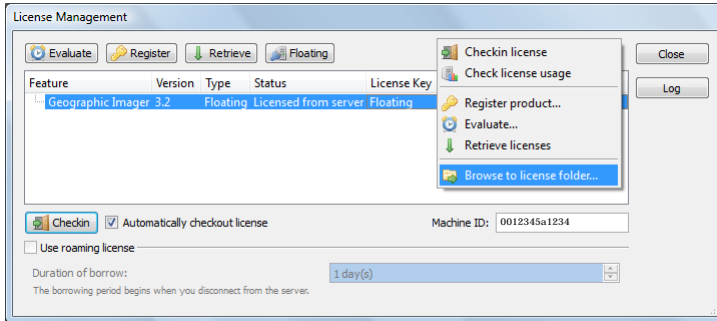 License Management
Evaluate Register Retrieve Floating
Feature Version Type Status License Key
Geographic Imager 3.2 Floating Licensed from server Floating
Checkin license
Check license usage
Register product...
Evaluate...
Retrieve licenses
Browse to license folder...
Close
Log
Checkin Automatically checkout license Machine ID: 0012345a1234
Use roaming license
Duration of borrow: 1 day(s)
The borrowing period begins when you disconnect from the server.